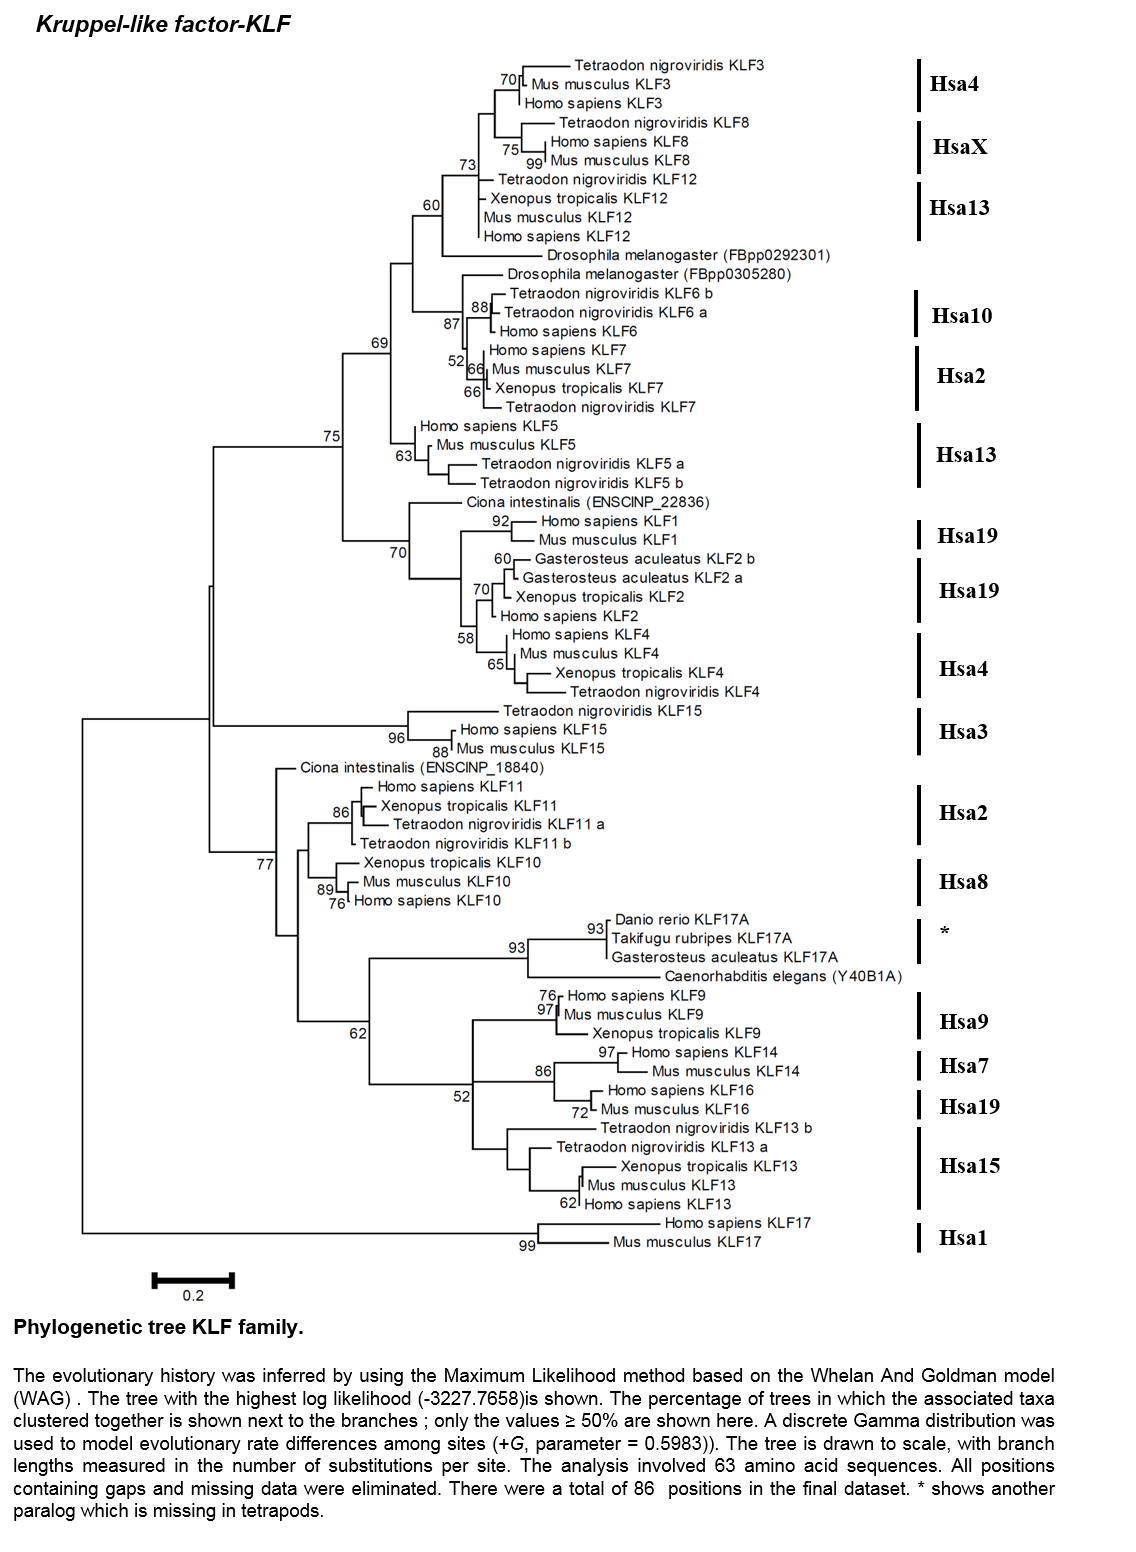 Kruppel-like factor-KLF
Tetraodon nigroviridis KLF3
70
Mus musculus KLF3
Hsa4
Homo sapiens KLF3
Tetraodon nigroviridis KLF8
Homo sapiens KLF8
75
HsaX
99
Mus musculus KLF8
73
Tetraodon nigroviridis KLF12
Xenopus tropicalis KLF12
60
Hsa13
Mus musculus KLF12
Homo sapiens KLF12
Drosophila melanogaster (FBpp0292301)
Drosophila melanogaster (FBpp0305280)
Tetraodon nigroviridis KLF6 b
88
Tetraodon nigroviridis KLF6 a
Hsa10
87
Homo sapiens KLF6
69
Homo sapiens KLF7
52
66
Mus musculus KLF7
Hsa2
66
Xenopus tropicalis KLF7
Tetraodon nigroviridis KLF7
Homo sapiens KLF5
75
Mus musculus KLF5
63
Hsa13
Tetraodon nigroviridis KLF5 a
Tetraodon nigroviridis KLF5 b
Ciona intestinalis (ENSCINP_22836)
92
Homo sapiens KLF1
Hsa19
Mus musculus KLF1
70
60
Gasterosteus aculeatus KLF2 b
Gasterosteus aculeatus KLF2 a
70
Hsa19
Xenopus tropicalis KLF2
Homo sapiens KLF2
58
Homo sapiens KLF4
Mus musculus KLF4
65
Hsa4
Xenopus tropicalis KLF4
Tetraodon nigroviridis KLF4
Tetraodon nigroviridis KLF15
Homo sapiens KLF15
96
Hsa3
88
Mus musculus KLF15
Ciona intestinalis (ENSCINP_18840)
Homo sapiens KLF11
Xenopus tropicalis KLF11
86
Hsa2
Tetraodon nigroviridis KLF11 a
Tetraodon nigroviridis KLF11 b
77
Xenopus tropicalis KLF10
Mus musculus KLF10
89
Hsa8
76
Homo sapiens KLF10
Danio rerio KLF17A
93
Takifugu rubripes KLF17A
*
93
Gasterosteus aculeatus KLF17A
Caenorhabditis elegans (Y40B1A)
76
Homo sapiens KLF9
97
Mus musculus KLF9
Hsa9
62
Xenopus tropicalis KLF9
97
Homo sapiens KLF14
Hsa7
86
Mus musculus KLF14
Homo sapiens KLF16
52
Hsa19
72
Mus musculus KLF16
Tetraodon nigroviridis KLF13 b
Tetraodon nigroviridis KLF13 a
Xenopus tropicalis KLF13
Hsa15
Mus musculus KLF13
62
Homo sapiens KLF13
Homo sapiens KLF17
Hsa1
99
Mus musculus KLF17
0.2
Phylogenetic tree KLF family.
The evolutionary history was inferred by using the Maximum Likelihood method based on the Whelan And Goldman model
(WAG) . The tree with the highest log likelihood (-3227.7658)is shown. The percentage of trees in which the associated taxa
clustered together is shown next to the branches ; only the values ≥ 50% are shown here. A discrete Gamma distribution was
used to model evolutionary rate differences among sites (+G, parameter = 0.5983)). The tree is drawn to scale, with branch
lengths measured in the number of substitutions per site. The analysis involved 63 amino acid sequences. All positions
containing gaps and missing data were eliminated. There were a total of 86 positions in the final dataset. * shows another
paralog which is missing in tetrapods.